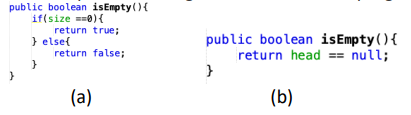 public boolean isEmpty(){
    if(size ==0){
        return true;
    } else{
        return false;
    }
}
(a)
public boolean isEmpty(){
    return head == null;
}
(b)